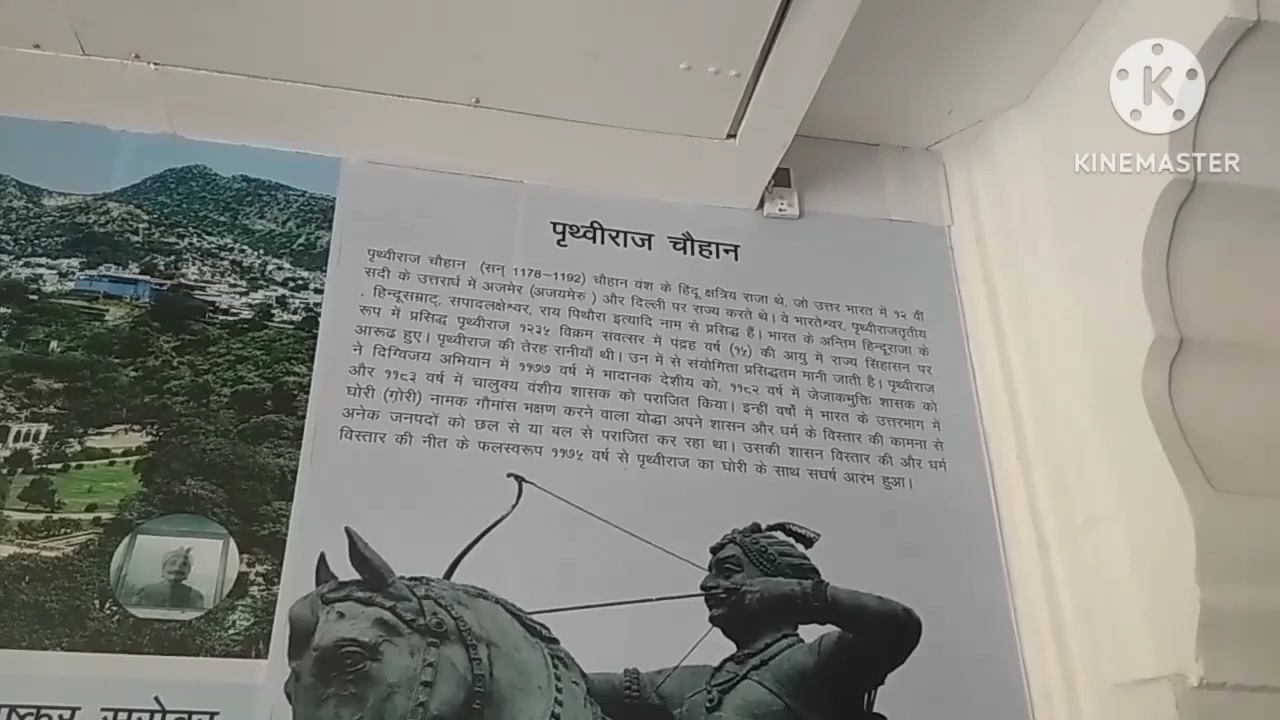 KINEMASTER
पृथ्वीराज चौहान
पृथ्वीराज चौहान (सन् 1178–1192) चौहान वंश के हिंदू क्षत्रिय राजा थे, जो उत्तर भारत में १२ वीं
सदी के उत्तरार्ध में अजमेर (अजयमेरु ) और दिल्ली पर राज्य करते थे। वे भारतेश्वर, पृथ्वीराजतृतीय
, हिन्दूसम्राट्, सपादलक्षेश्वर, राय पिथौरा इत्यादि नाम से प्रसिद्ध हैं। भारत के अन्तिम हिन्दूराजा के
रूप में प्रसिद्ध पृथ्वीराज १२३५ विक्रम संवत्सर में पंद्रह वर्ष (१५) की आयु में राज्य सिंहासन पर
आरूढ हुए। पृथ्वीराज की तेरह रानीयाँ थी। उन में से संयोगिता प्रसिद्धतम मानी जाती है। पृथ्वीराज
ने दिग्विजय अभियान में ११७७ वर्ष में भादानक देशीय को, ११८२ वर्ष में जेजाकभुक्ति शासक को
और ११८३ वर्ष में चालुक्य वंशीय शासक को पराजित किया। इन्हीं वर्षों में भारत के उत्तरभाग में
घोरी (ग़ोरी) नामक गौमांस भक्षण करने वाला योद्धा अपने शासन और धर्म के विस्तार की कामना से
अनेक जनपदों को छल से या बल से पराजित कर रहा था। उसकी शासन विस्तार की और धर्म
विस्तार की नीत के फलस्वरूप ११७५ वर्ष से पृथ्वीराज का घोरी के साथ सघर्ष आरंभ हुआ।